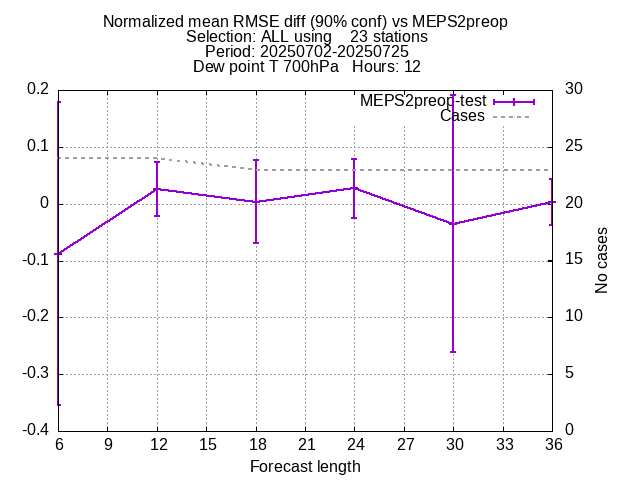 Normalized mean RMSE diff (90% conf) vs MEPS2preop
Selection: ALL using    23 stations
Period: 20250702-20250725
Dew point T 700hPa   Hours: 12
MEPS2preop-test
Cases
0.2
0.1
0
-0.1
-0.2
-0.3
-0.4
30
25
20
15
10
5
0
No cases
6 9 12 15 18 21 24 27 30 33 36
Forecast length